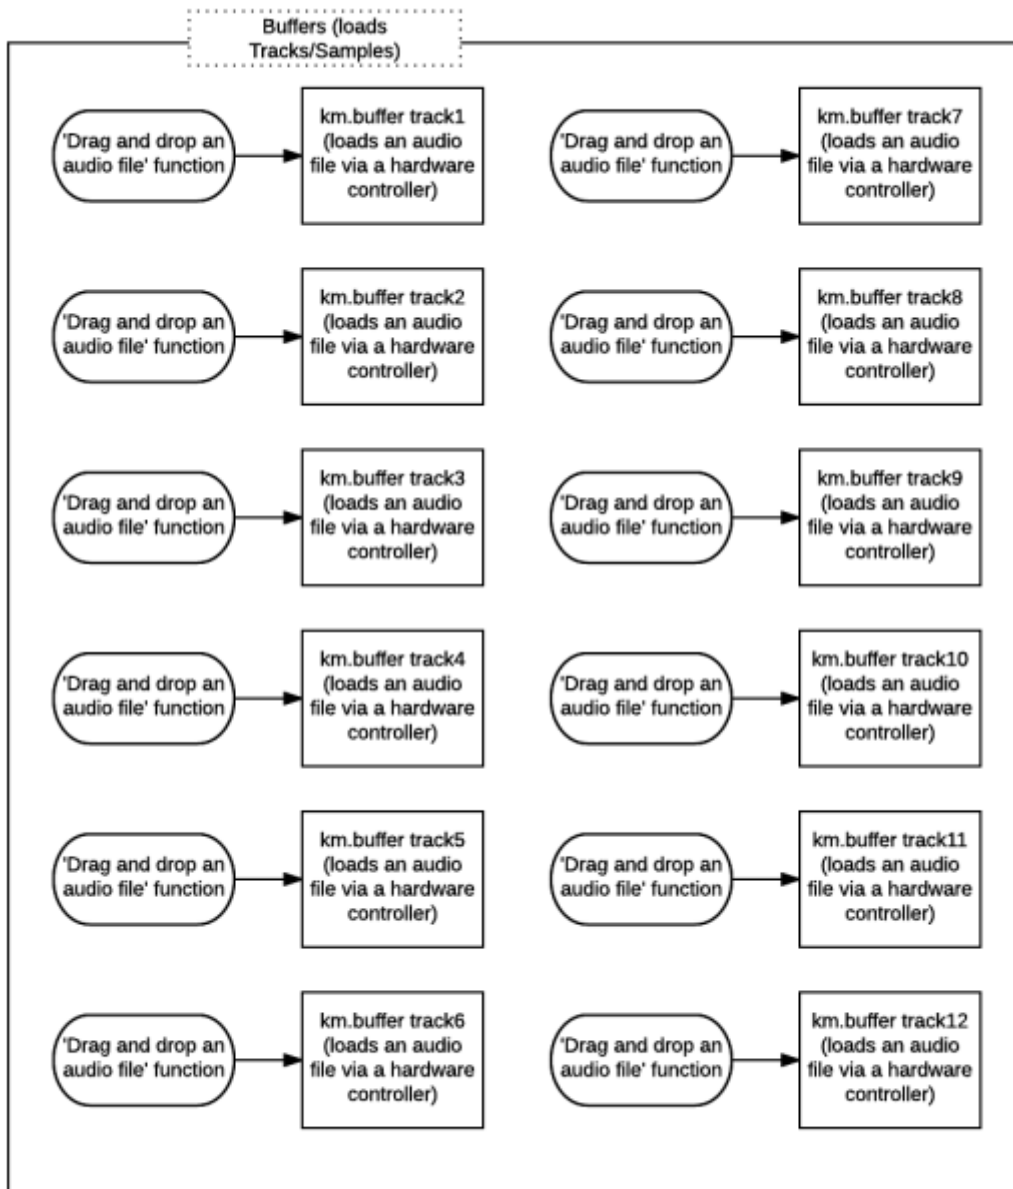 Buffers (loads
Tracks/Samples)
'Drag and drop an
audio file' function
km.buffer track1
(loads an audio
file via a hardware
controller)
'Drag and drop an
audio file' function
km.buffer track7
(loads an audio
file via a hardware
controller)
'Drag and drop an
audio file' function
km.buffer track2
(loads an audio
file via a hardware
controller)
'Drag and drop an
audio file' function
km.buffer track8
(loads an audio
file via a hardware
controller)
'Drag and drop an
audio file' function
km.buffer track3
(loads an audio
file via a hardware
controller)
'Drag and drop an
audio file' function
km.buffer track9
(loads an audio
file via a hardware
controller)
'Drag and drop an
audio file' function
km.buffer track4
(loads an audio
file via a hardware
controller)
'Drag and drop an
audio file' function
km.buffer track10
(loads an audio
file via a hardware
controller)
'Drag and drop an
audio file' function
km.buffer track5
(loads an audio
file via a hardware
controller)
'Drag and drop an
audio file' function
km.buffer track11
(loads an audio
file via a hardware
controller)
'Drag and drop an
audio file' function
km.buffer track6
(loads an audio
file via a hardware
controller)
'Drag and drop an
audio file' function
km.buffer track12
(loads an audio
file via a hardware
controller)